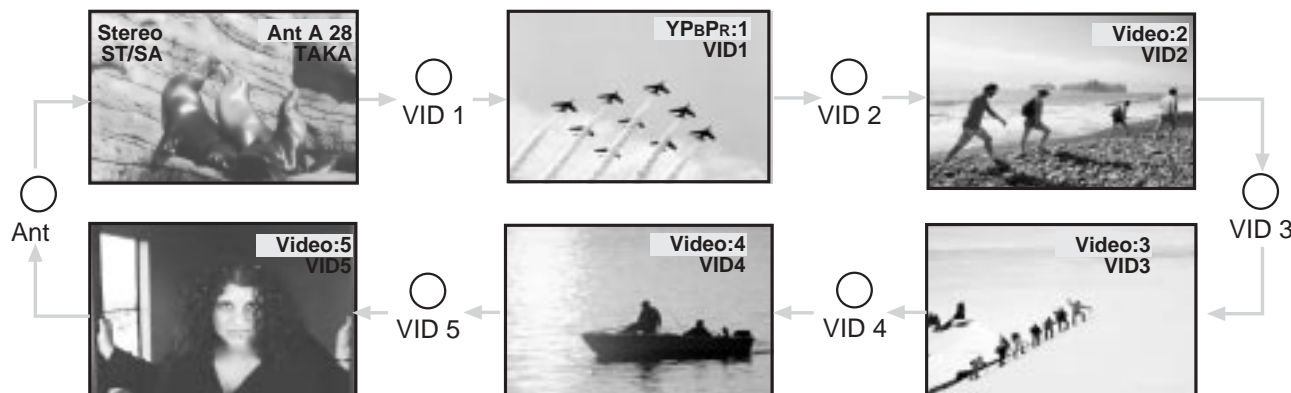 Stereo
ST/SA
Ant A 28
TAKA
VID 1
YPBPR:1
VID1
VID 2
Video:2
VID2
VID 3
Video:3
VID3
VID 4
Video:4
VID4
VID 5
Video:5
VID5
Ant